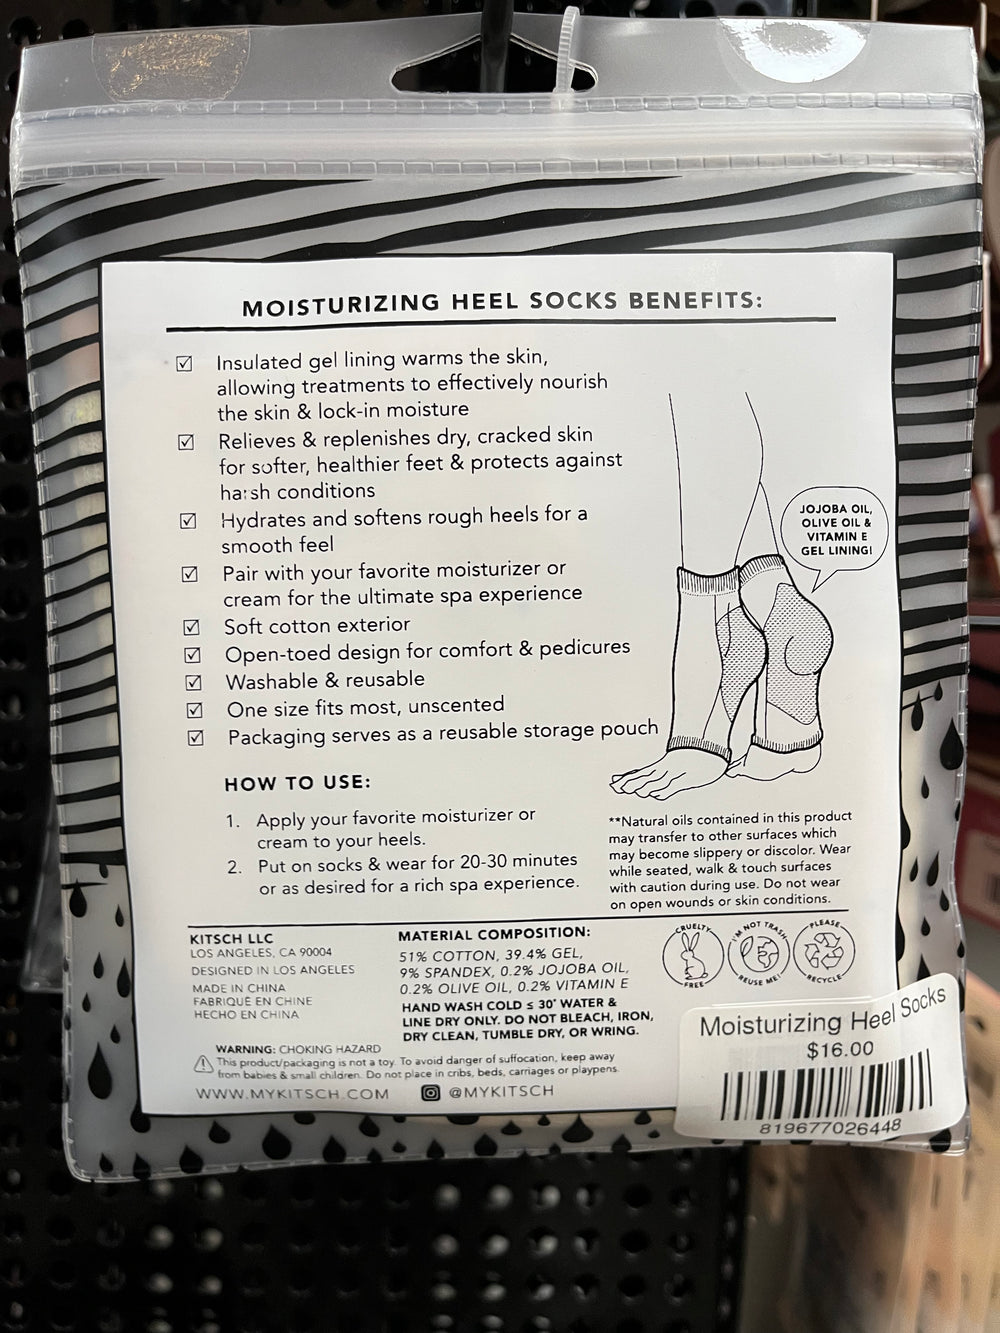 MOISTURIZING HEEL SOCKS BENEFITS:
☑ Insulated gel lining warms the skin,
allowing treatments to effectively nourish
the skin & lock-in moisture
☑ Relieves & replenishes dry, cracked skin
for softer, healthier feet & protects against
harsh conditions
☑ Hydrates and softens rough heels for a
smooth feel
☑ Pair with your favorite moisturizer or
cream for the ultimate spa experience
☑ Soft cotton exterior
☑ Open-toed design for comfort & pedicures
☑ Washable & reusable
☑ One size fits most, unscented
☑ Packaging serves as a reusable storage pouch
JOJOBA OIL,
OLIVE OIL &
VITAMIN E
GEL LINING!
HOW TO USE:
1. Apply your favorite moisturizer or
cream to your heels.
2. Put on socks & wear for 20-30 minutes
or as desired for a rich spa experience.
**Natural oils contained in this product
may transfer to other surfaces which
may become slippery or discolor. Wear
while seated, walk & touch surfaces
with caution during use. Do not wear
on open wounds or skin conditions.
KITSCH LLC
LOS ANGELES, CA 90004
DESIGNED IN LOS ANGELES
MADE IN CHINA
FABRIQUÉ EN CHINE
HECHO EN CHINA
MATERIAL COMPOSITION:
51% COTTON, 39.4% GEL,
9% SPANDEX, 0.2% JOJOBA OIL,
0.2% OLIVE OIL, 0.2% VITAMIN E
HAND WASH COLD ≤ 30° WATER &
LINE DRY ONLY. DO NOT BLEACH, IRON,
DRY CLEAN, TUMBLE DRY, OR WRING.
CRUELTY FREE
I'M NOT TRASH REUSE ME!
PLEASE RECYCLE
WARNING: CHOKING HAZARD
This product/packaging is not a toy. To avoid danger of suffocation, keep away
from babies & small children. Do not place in cribs, beds, carriages or playpens.
WWW.MYKITSCH.COM @MYKITSCH
Moisturizing Heel Socks
$16.00
819677026448